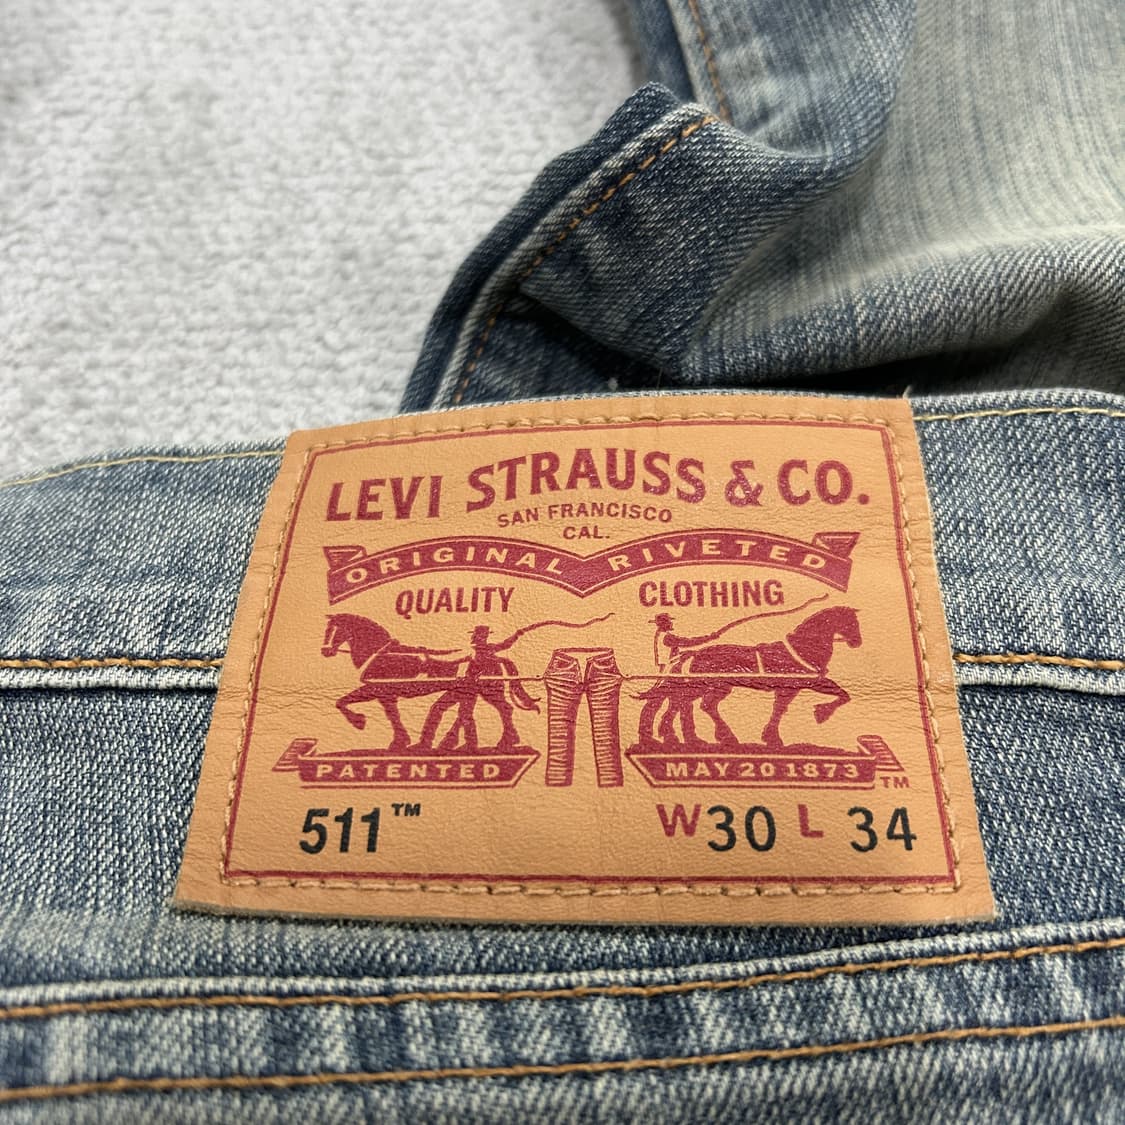 LEVI STRAUSS & CO.
SAN FRANCISCO
CAL.
ORIGINAL RIVETED
QUALITY CLOTHING
PATENTED MAY 20 1873 ™
511™ W30 L 34